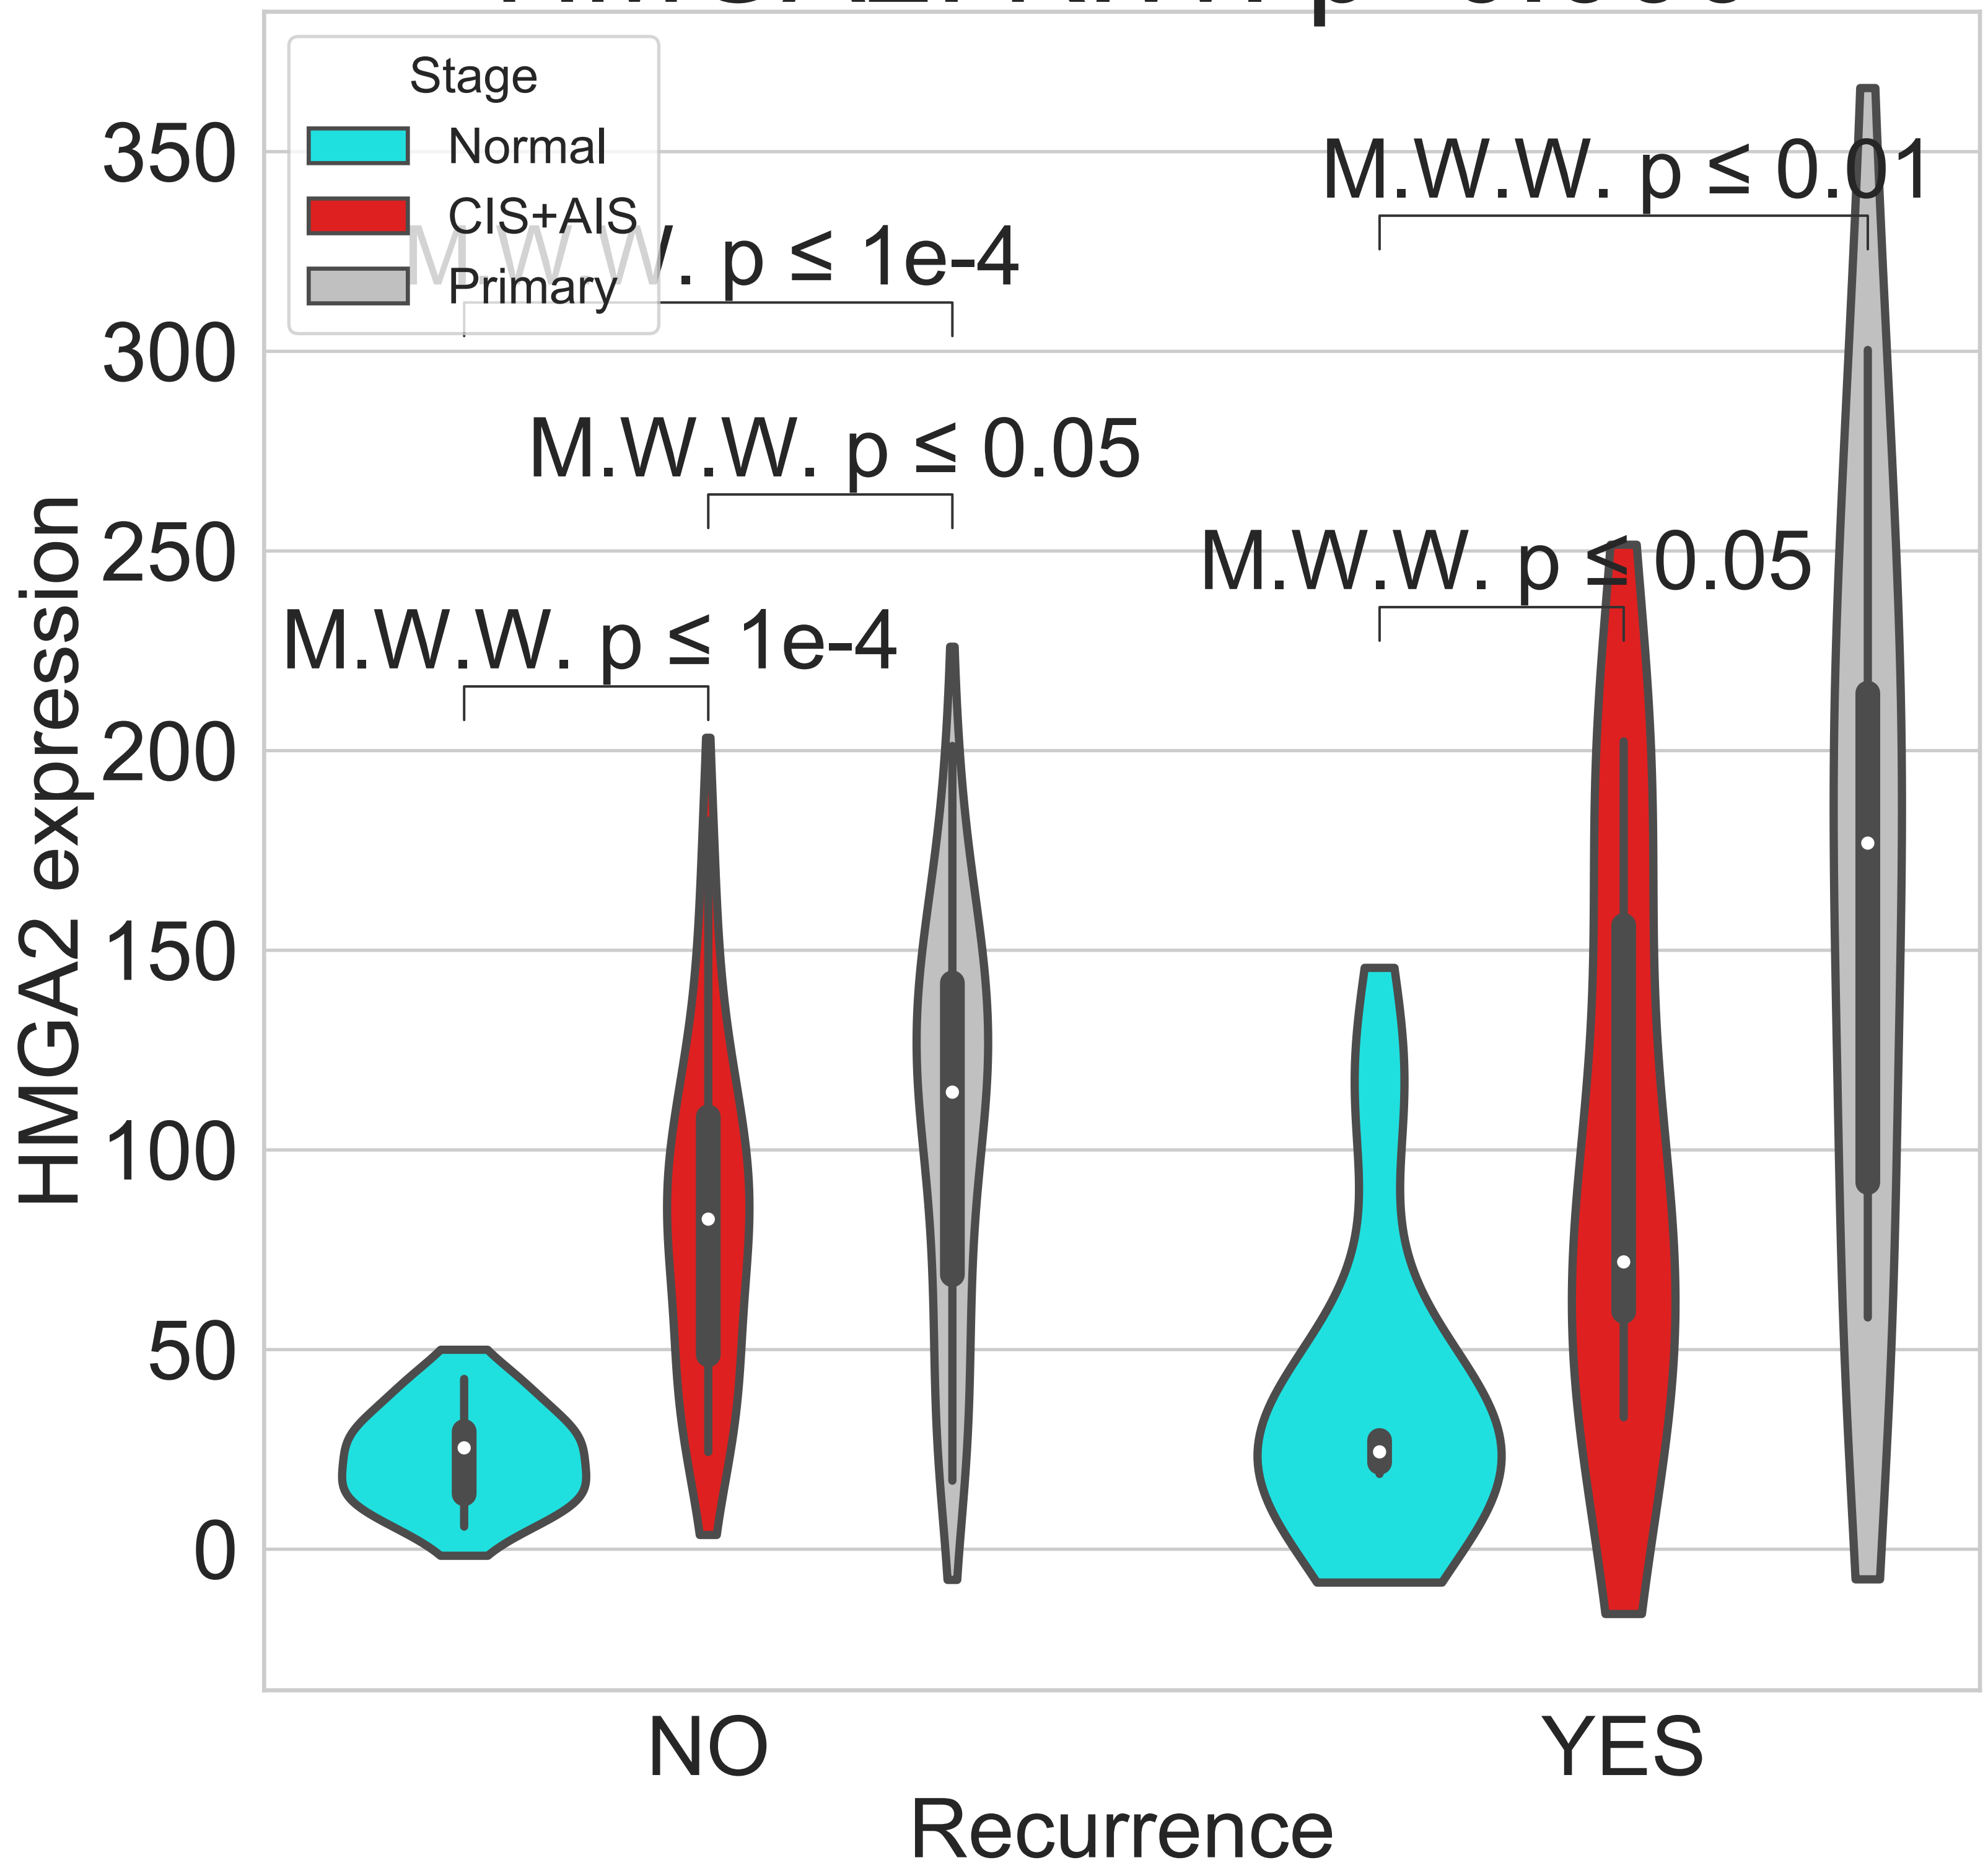 Stage
Normal
CIS+AIS
Primary
M.W.W. p ≤ 0.01
M.W.W. p ≤ 1e-4
M.W.W. p ≤ 0.05
M.W.W. p ≤ 0.05
M.W.W. p ≤ 1e-4
350
300
250
200
150
100
50
0
HMGA2 expression
NO
YES
Recurrence